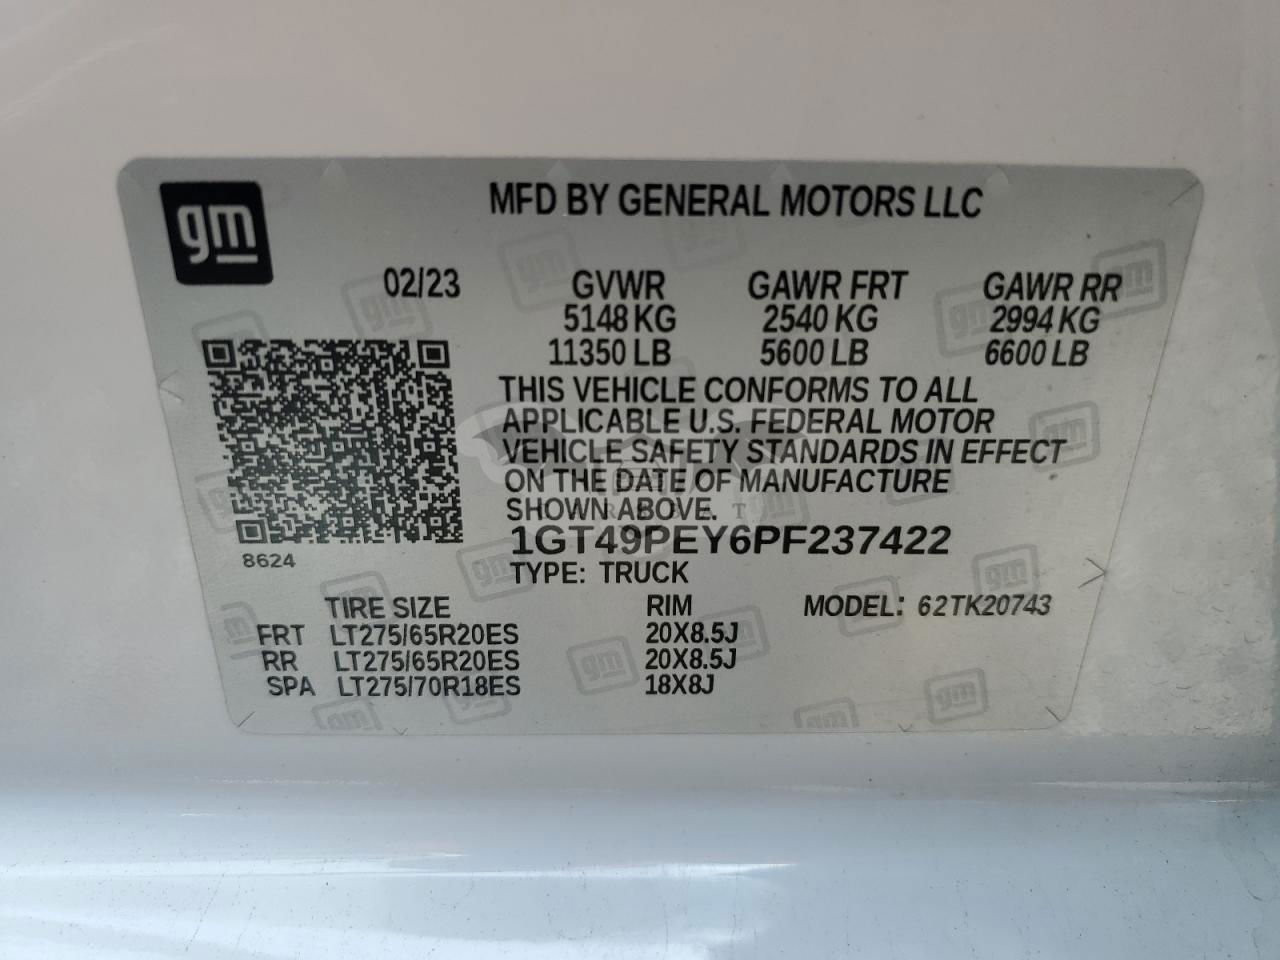 gm
MFD BY GENERAL MOTORS LLC
02/23 GVWR GAWR FRT GAWR RR
5148 KG 2540 KG 2994 KG
11350 LB 5600 LB 6600 LB
THIS VEHICLE CONFORMS TO ALL
APPLICABLE U.S. FEDERAL MOTOR
VEHICLE SAFETY STANDARDS IN EFFECT
ON THE DATE OF MANUFACTURE
SHOWN ABOVE.
1GT49PEY6PF237422
8624
TYPE: TRUCK
TIRE SIZE RIM MODEL: 62TK20743
FRT LT275/65R20ES 20X8.5J
RR LT275/65R20ES 20X8.5J
SPA LT275/70R18ES 18X8J